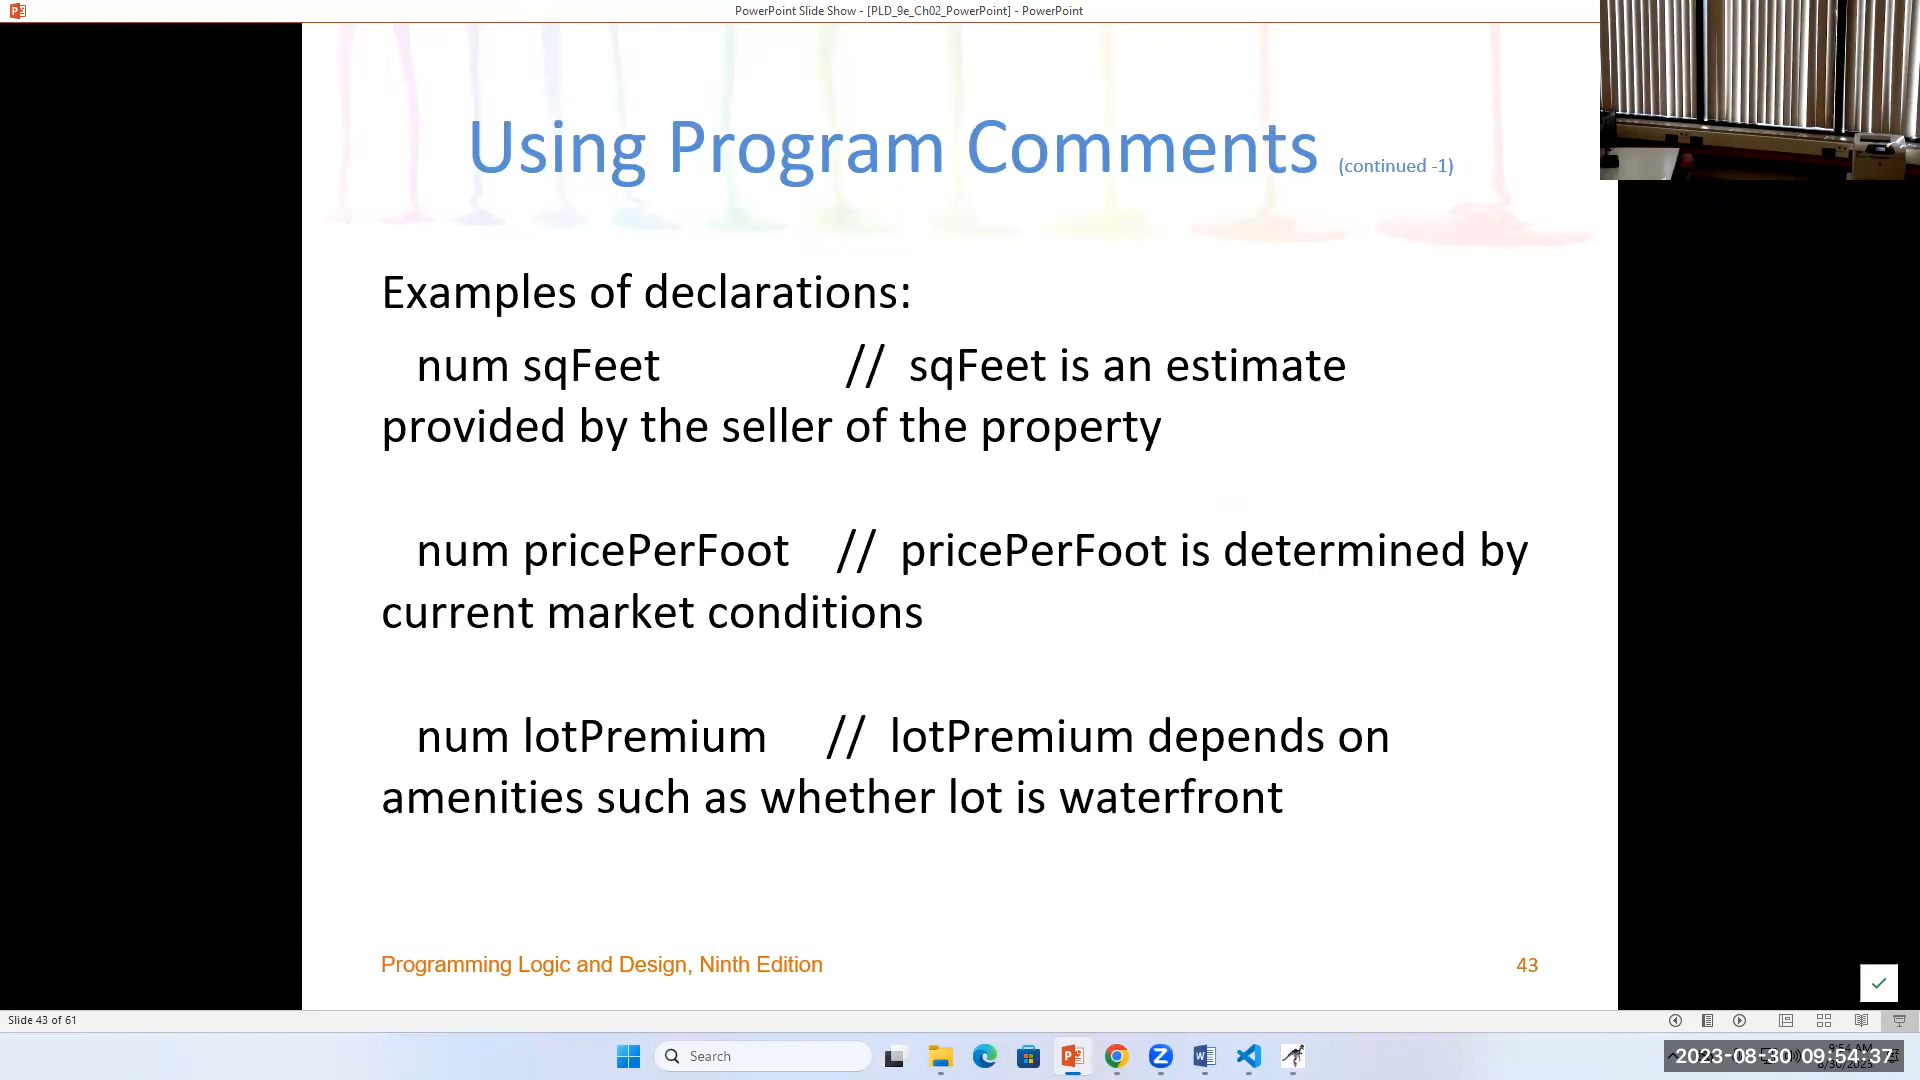 PowerPoint Slide Show - [PLD_9e_Ch02_PowerPoint] - PowerPoint
Using Program Comments (continued -1)
Examples of declarations:
num sqFeet // sqFeet is an estimate
provided by the seller of the property
num pricePerFoot // pricePerFoot is determined by
current market conditions
num lotPremium // lotPremium depends on
amenities such as whether lot is waterfront
Programming Logic and Design, Ninth Edition
43
Slide 43 of 61
Search
2023-08-30 09:54:37